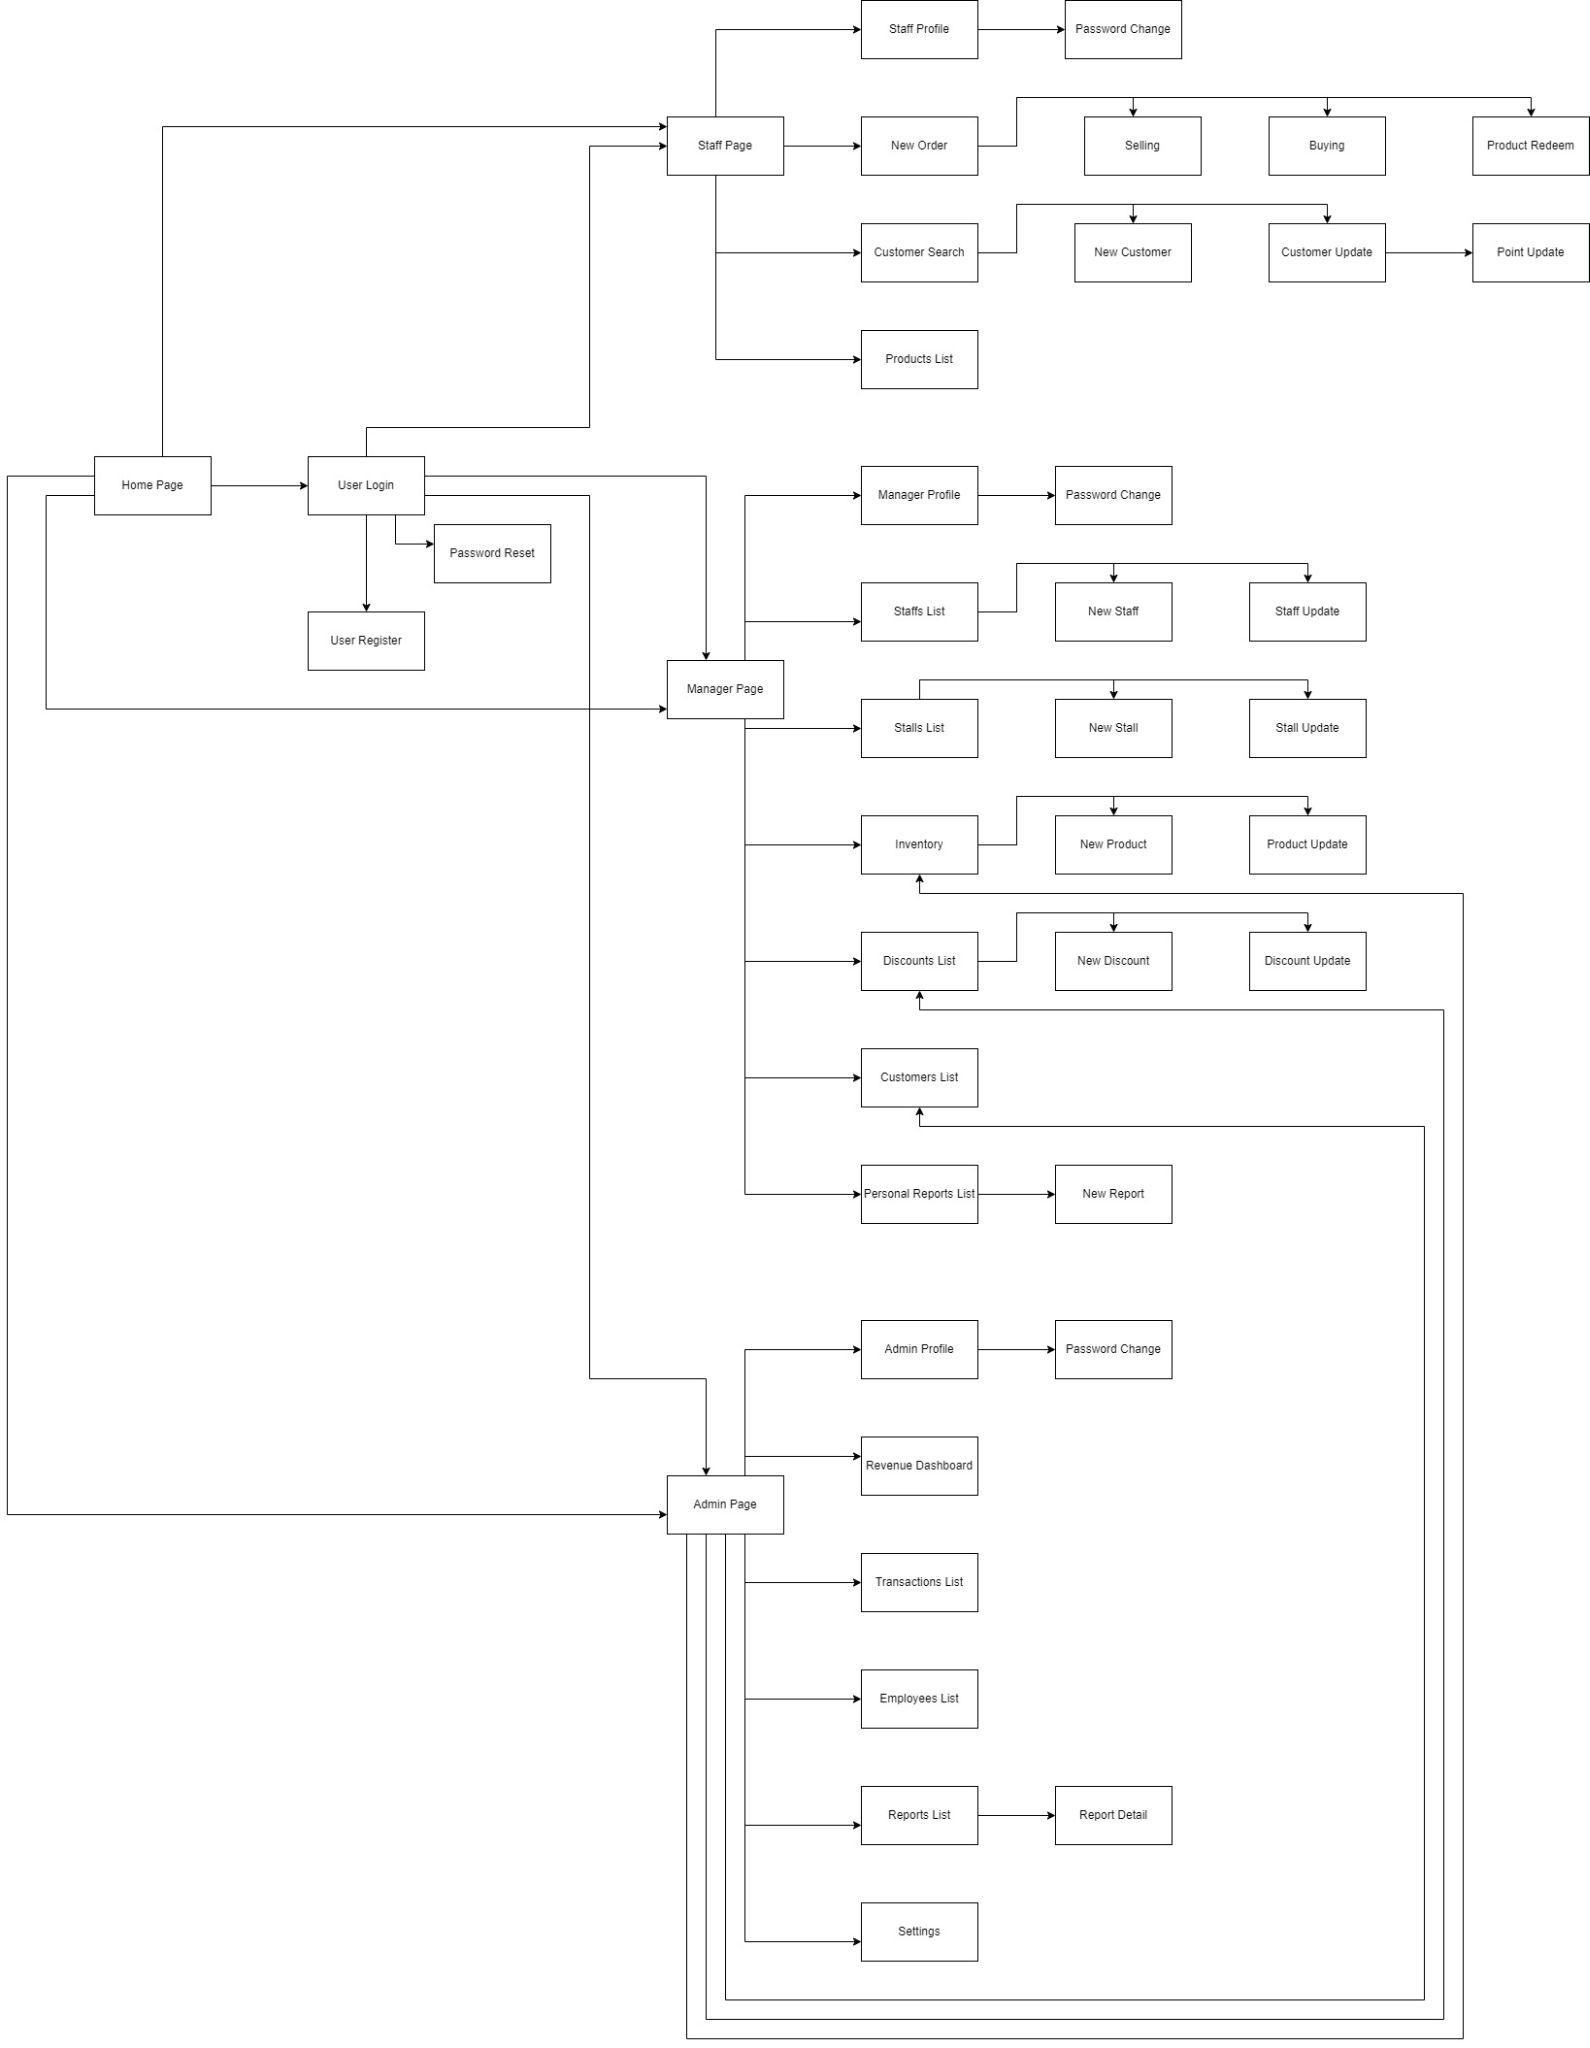 Staff Profile
Password Change
Staff Page
New Order
Selling
Buying
Product Redeem
Customer Search
New Customer
Customer Update
Point Update
Products List
Home Page
User Login
Password Reset
User Register
Manager Profile
Password Change
Staffs List
New Staff
Staff Update
Manager Page
Stalls List
New Stall
Stall Update
Inventory
New Product
Product Update
Discounts List
New Discount
Discount Update
Customers List
Personal Reports List
New Report
Admin Profile
Password Change
Revenue Dashboard
Admin Page
Transactions List
Employees List
Reports List
Report Detail
Settings